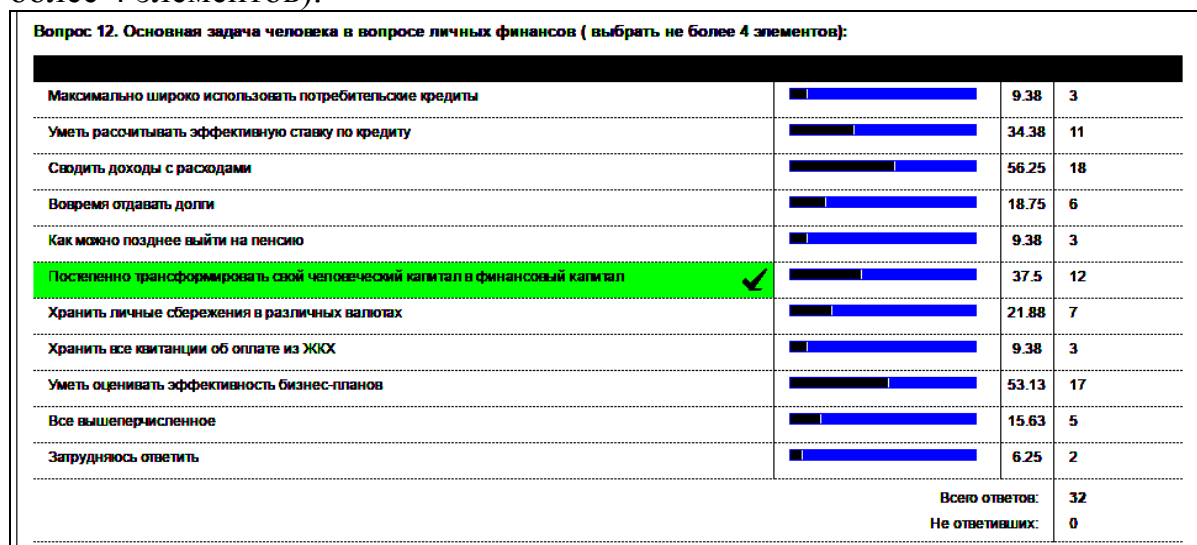 более 4 элементов).
Вопрос 12. Основная задача человека в вопросе личных финансов ( выбрать не более 4 элементов):
Максимально широко использовать потребительские кредиты 9.38 3
Уметь рассчитывать эффективную ставку по кредиту 34.38 11
Сводить доходы с расходами 56.25 18
Вовремя отдавать долги 18.75 6
Как можно позднее выйти на пенсию 9.38 3
Постепенно трансформировать свой человеческий капитал в финансовый капитал 37.5 12
Хранить личные сбережения в различных валютах 21.88 7
Хранить все квитанции об оплате из ЖКХ 9.38 3
Уметь оценивать эффективность бизнес-планов 53.13 17
Все вышеперчисленное 15.63 5
Затрудняюсь ответить 6.25 2
Всего ответов: 32
Не ответивших: 0